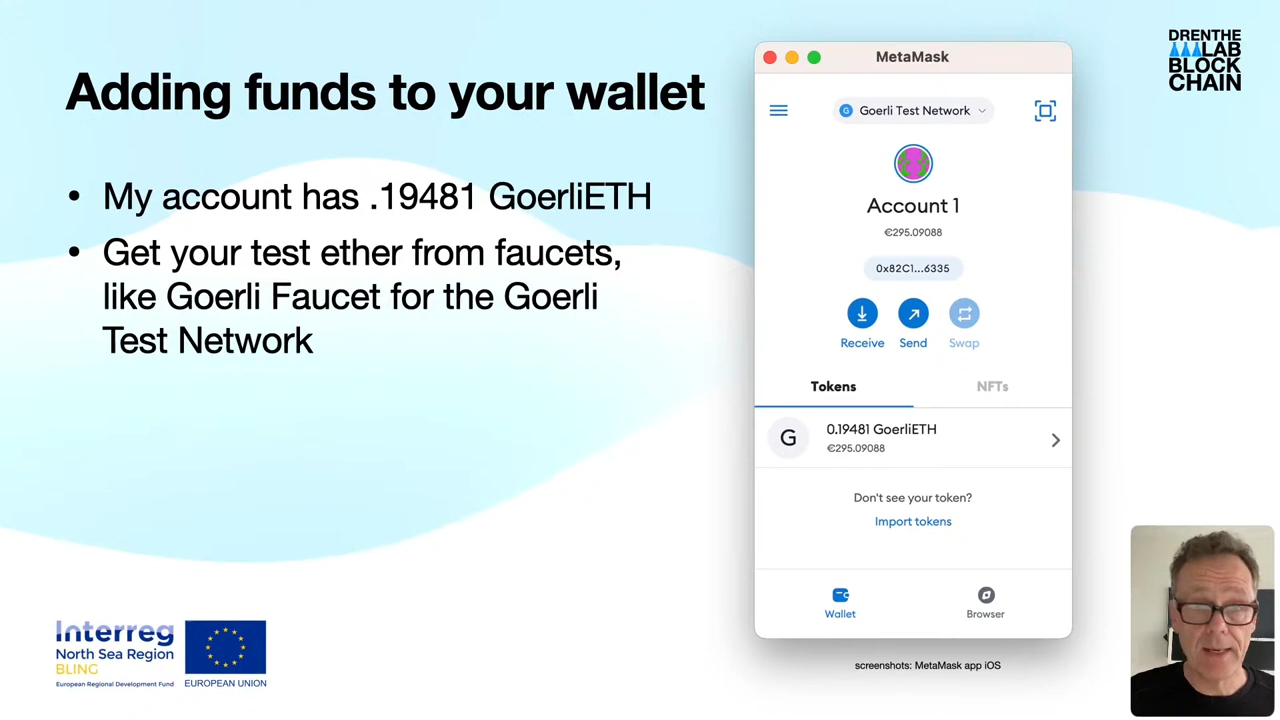 Adding funds to your wallet
• My account has .19481 GoerliETH
• Get your test ether from faucets,
like Goerli Faucet for the Goerli
Test Network
MetaMask
G Goerli Test Network
Account 1
€295.09088
0x82C1...6335
Receive Send Swap
Tokens NFTs
G
0.19481 GoerliETH
€295.09088
Don't see your token?
Import tokens
Wallet Browser
screenshots: MetaMask app iOS
DRENTHE
LAB
BLOCK
CHAIN
Interreg
North Sea Region
BLING
European Regional Development Fund
EUROPEAN UNION